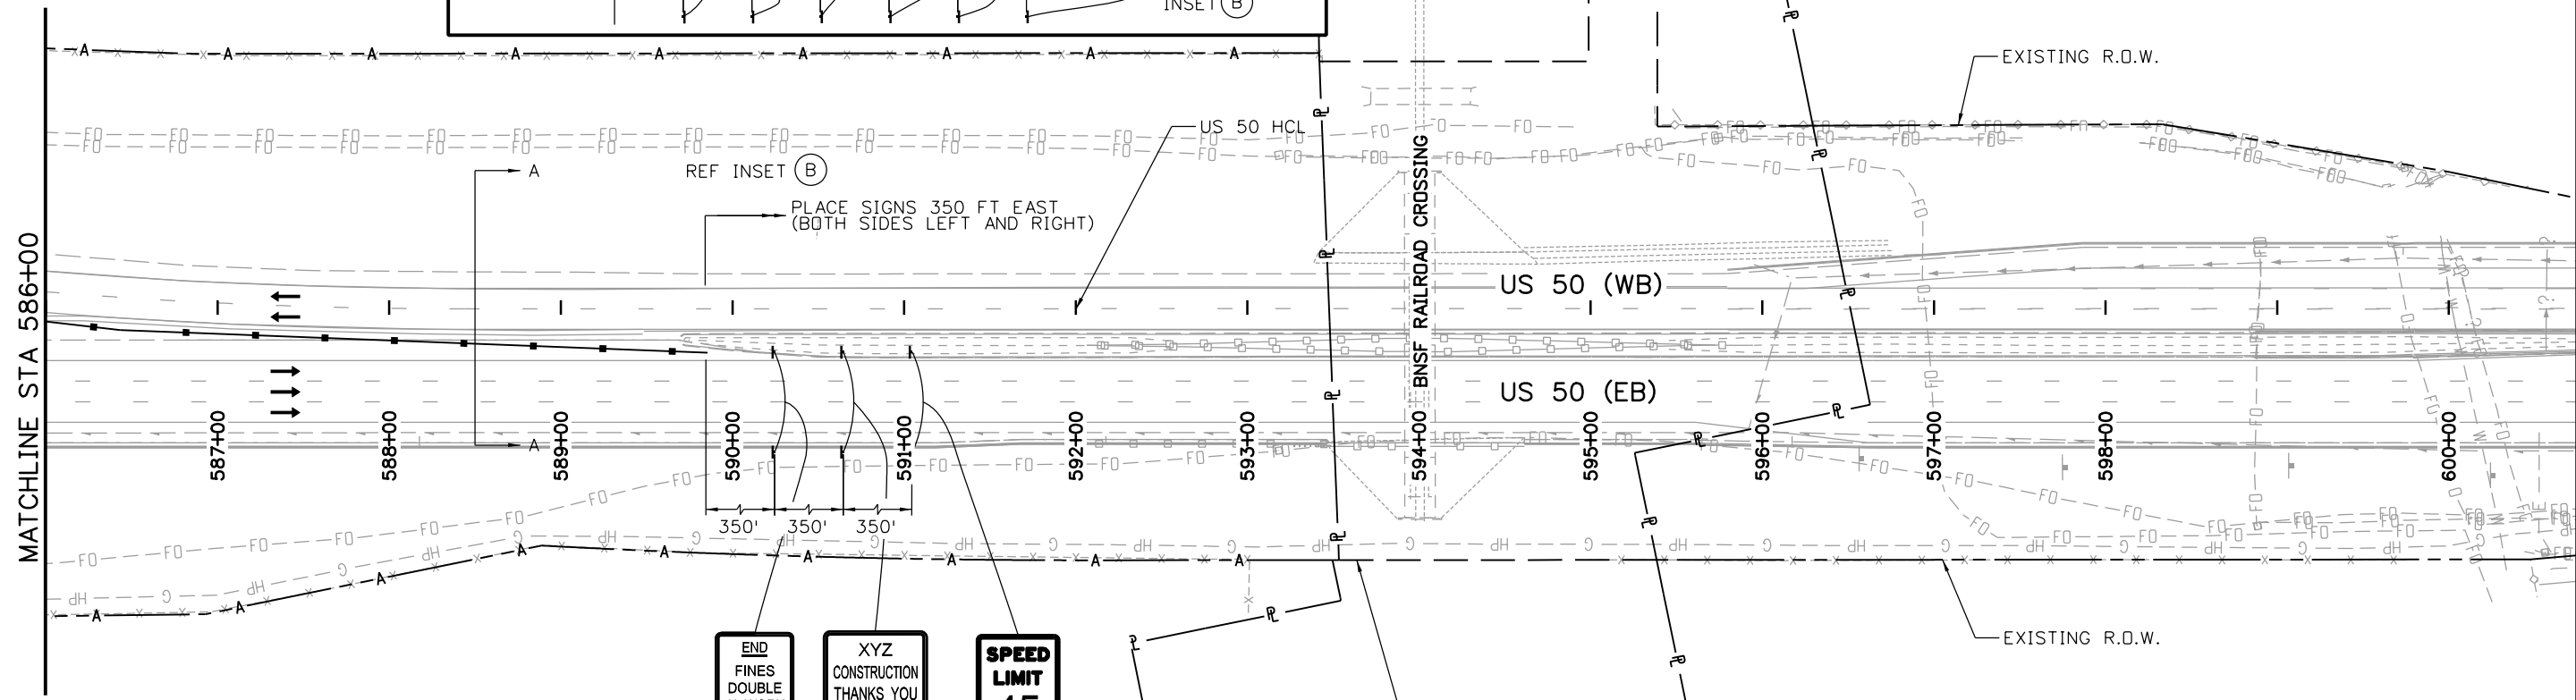 INSET B
EXISTING R.O.W.
US 50 HCL
A
REF INSET B
PLACE SIGNS 350 FT EAST
(BOTH SIDES LEFT AND RIGHT)
BNSF RAILROAD CROSSING
MATCHLINE STA 586+00
US 50 (WB)
US 50 (EB)
A
587+00
588+00
589+00
590+00
591+00
592+00
593+00
594+00
595+00
596+00
597+00
598+00
600+00
350'
350'
350'
EXISTING R.O.W.
END
FINES
DOUBLE
XYZ
CONSTRUCTION
THANKS YOU
SPEED
LIMIT